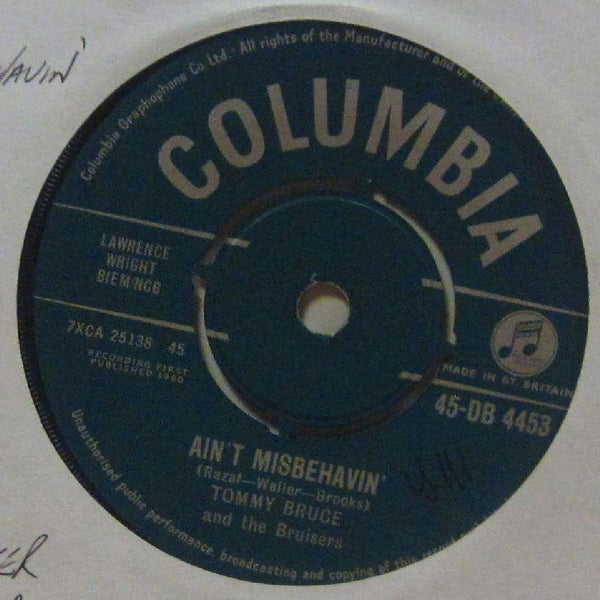 Columbia Graphophone Co Ltd. · All rights of the Manufacturer and of the
COLUMBIA
LAWRENCE
WRIGHT
BIEM/NCB
7XCA 25138 45
RECORDING FIRST
PUBLISHED 1960
MADE IN GT. BRITAIN
45-DB 4453
AIN'T MISBEHAVIN'
(Razaf—Waller—Brooks)
TOMMY BRUCE
and the Bruisers
Unauthorised public performance, broadcasting and copying of this record